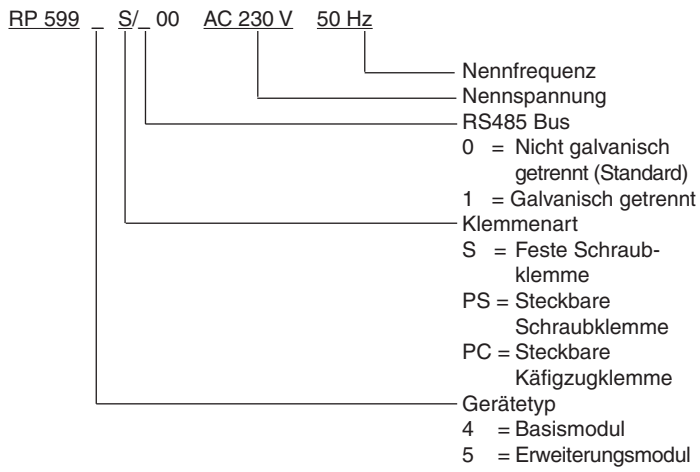 RP 599 _ S/_ 00 AC 230 V 50 Hz
Nennfrequenz
Nennspannung
RS485 Bus
0 = Nicht galvanisch
getrennt (Standard)
1 = Galvanisch getrennt
Klemmenart
S = Feste Schraub-
klemme
PS = Steckbare
Schraubklemme
PC = Steckbare
Käfigzugklemme
Gerätetyp
4 = Basismodul
5 = Erweiterungsmodul